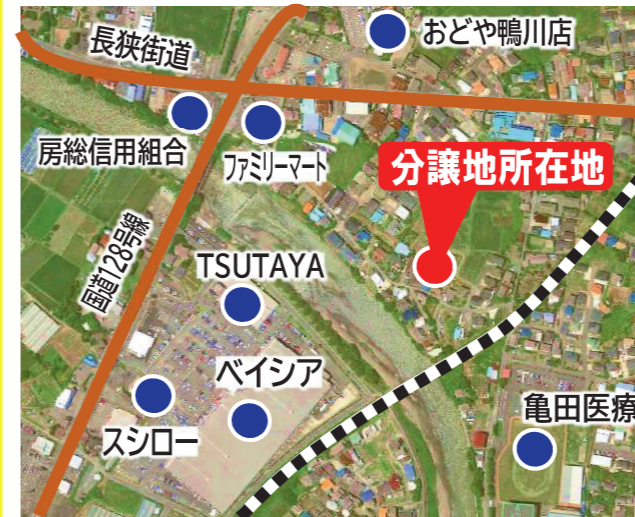 おどや鴨川店
長狭街道
房総信用組合
ファミリーマート
分譲地所在地
国道128号線
TSUTAYA
ベイシア
スシロー
亀田医療